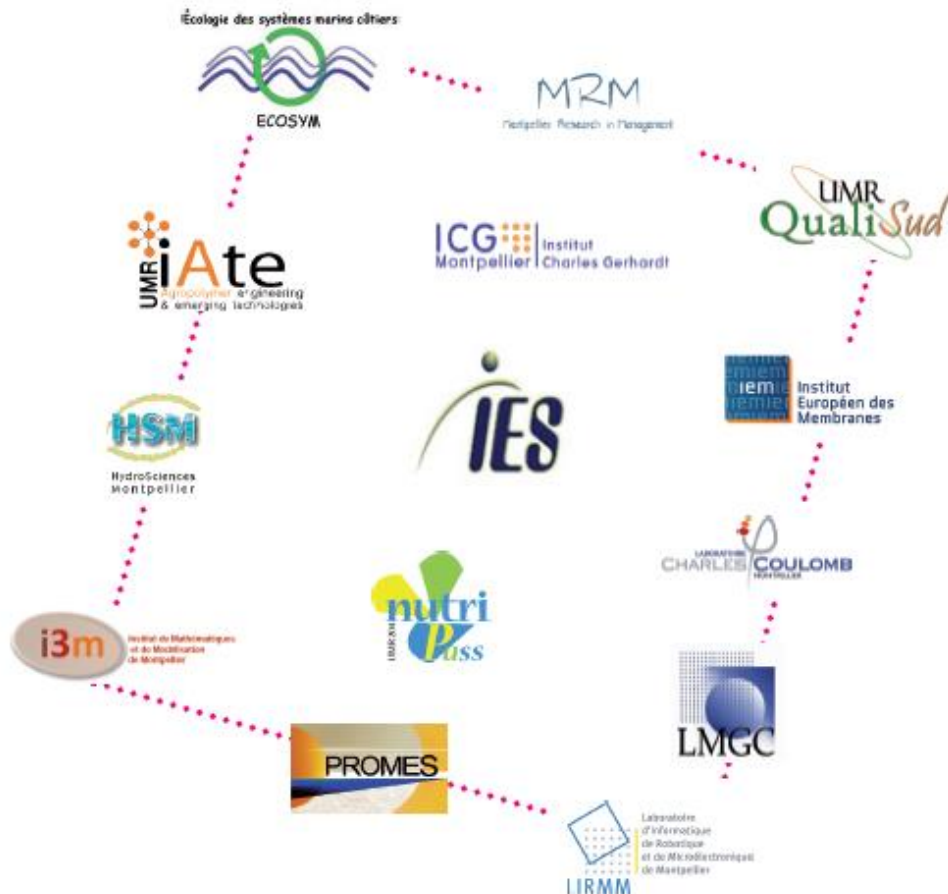 Écologie des systèmes marins côtiers
ECOSYM
MRM
Montpellier Research in Management
UMR
QualiSud
UMR
iAte
Agropolymer engineering
& emerging technologies
ICG
Montpellier
Institut
Charles Gerhardt
iem
Institut
Européen des
Membranes
HSM
HydroSciences
Montpellier
IES
LABORATOIRE
CHARLES COULOMB
MONTPELLIER
nutri
Pass
i3m
Institut de Mathématiques
et de Modélisation
de Montpellier
LMGC
PROMES
LIRMM
Laboratoire
d'Informatique
de Robotique
et de Microélectronique
de Montpellier